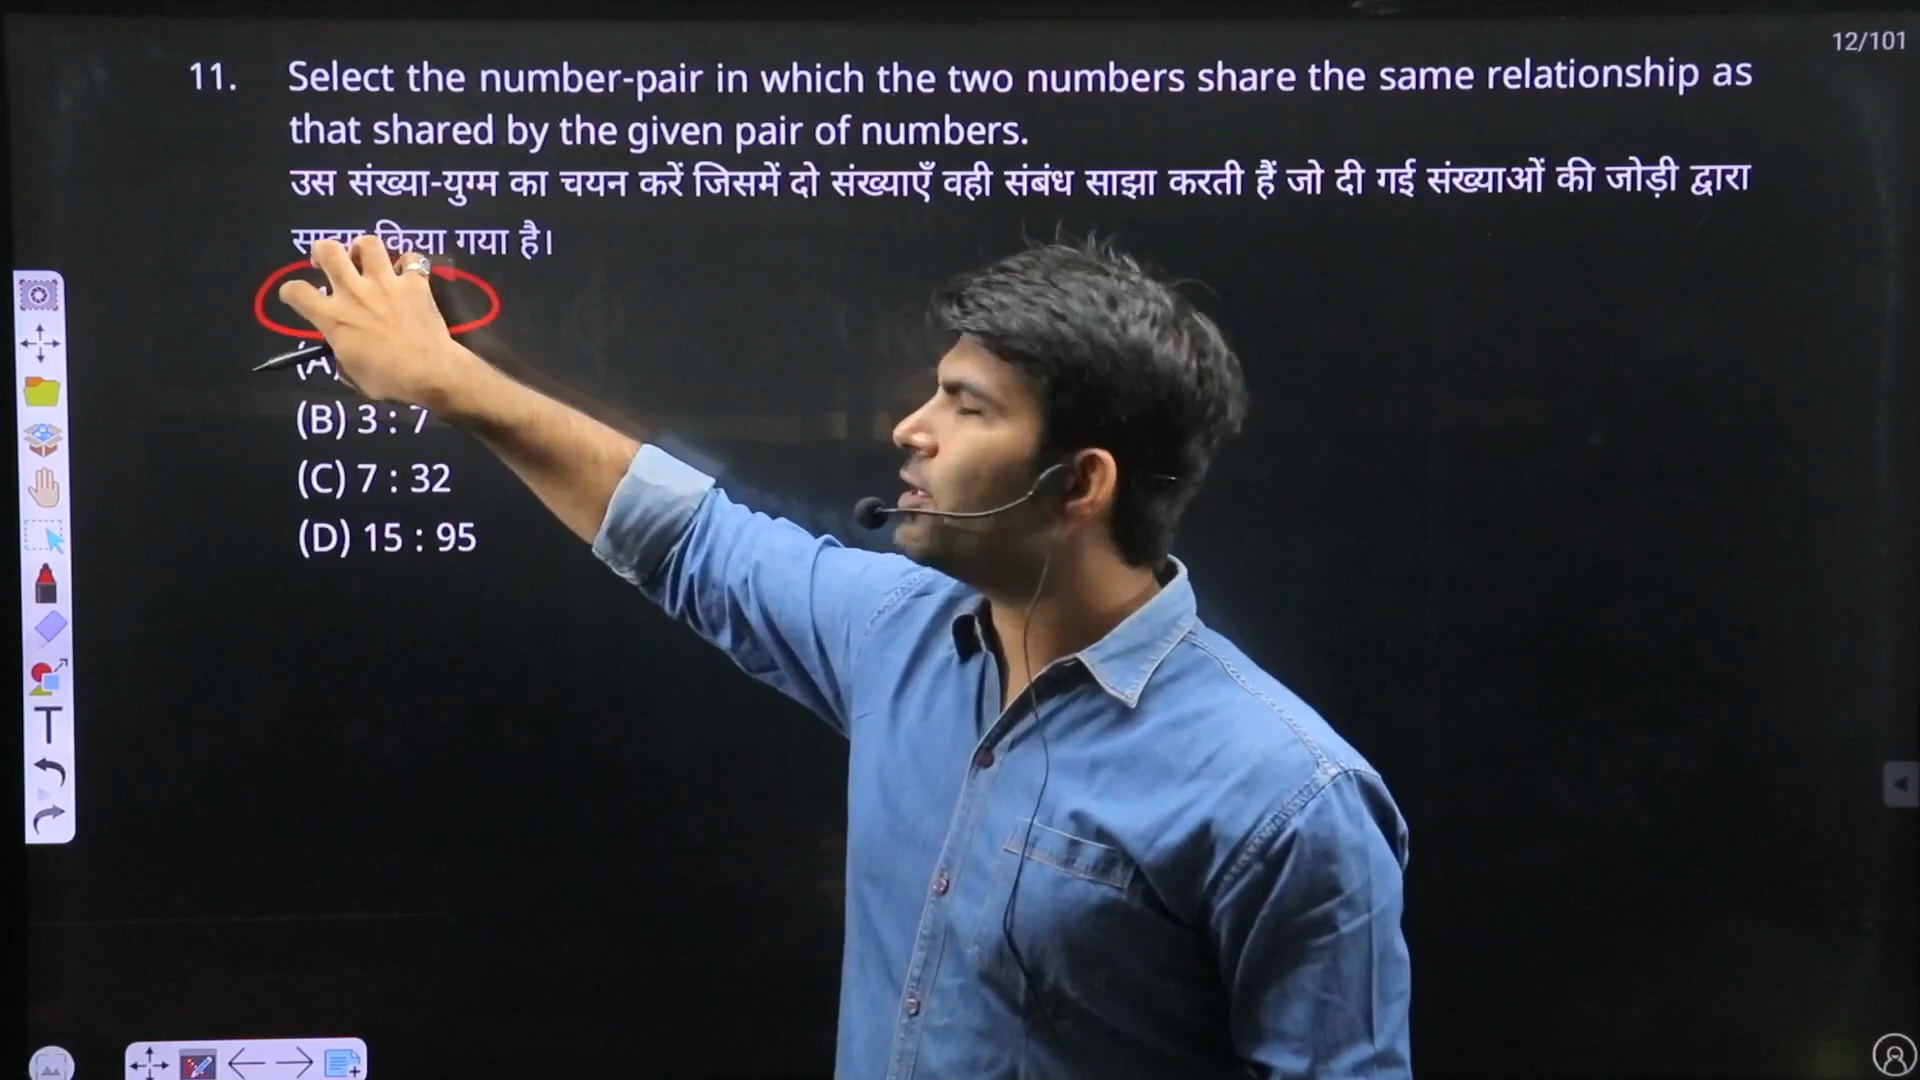 12/101
11. Select the number-pair in which the two numbers share the same relationship as
that shared by the given pair of numbers.
उस संख्या-युग्म का चयन करें जिसमें दो संख्याएँ वही संबंध साझा करती हैं जो दी गई संख्याओं की जोड़ी द्वारा
साझा किया गया है।
(A)
(B) 3 : 7
(C) 7 : 32
(D) 15 : 95
T